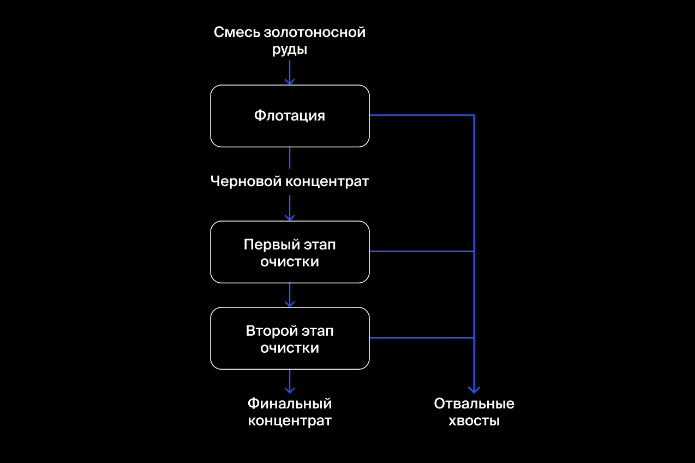 Смесь золотоносной
руды
Флотация
Черновой концентрат
Первый этап
очистки
Второй этап
очистки
Финальный
концентрат
Отвальные
хвосты